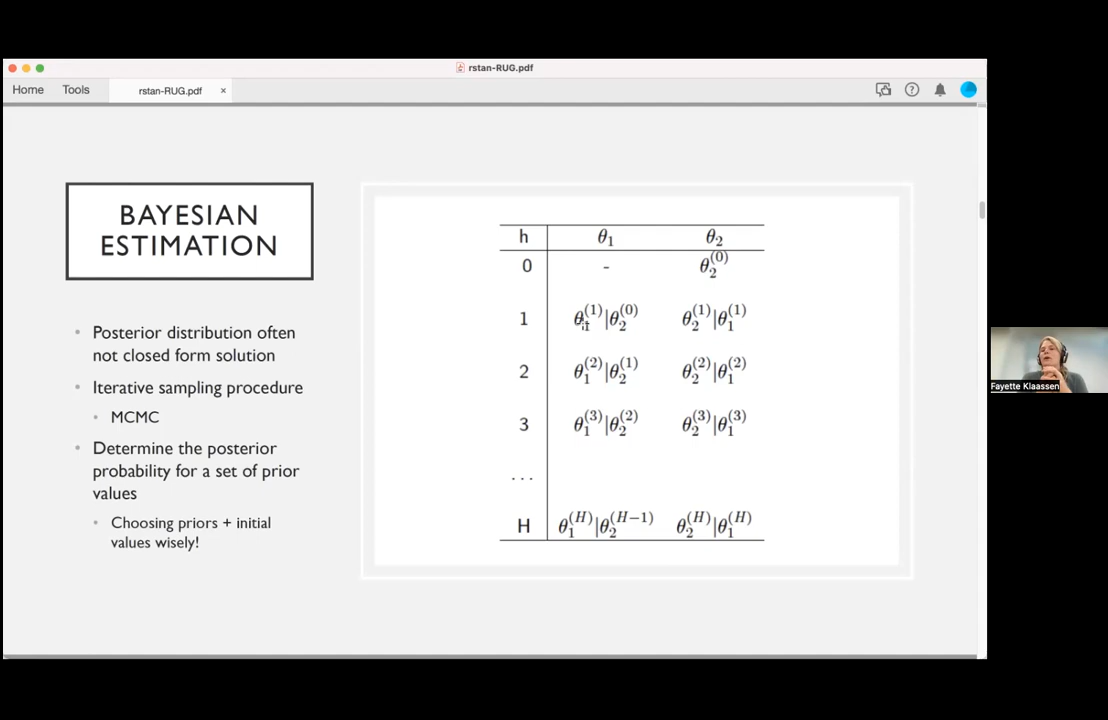 rstan-RUG.pdf
Home Tools rstan-RUG.pdf ×
BAYESIAN
ESTIMATION
• Posterior distribution often
not closed form solution
• Iterative sampling procedure
• MCMC
• Determine the posterior
probability for a set of prior
values
• Choosing priors + initial
values wisely!
h θ₁ θ₂
0 - θ₂⁽⁰⁾
1 θ₁⁽¹⁾|θ₂⁽⁰⁾ θ₂⁽¹⁾|θ₁⁽¹⁾
2 θ₁⁽²⁾|θ₂⁽¹⁾ θ₂⁽²⁾|θ₁⁽²⁾
3 θ₁⁽³⁾|θ₂⁽²⁾ θ₂⁽³⁾|θ₁⁽³⁾
...
H θ₁⁽ᴴ⁾|θ₂⁽ᴴ⁻¹⁾ θ₂⁽ᴴ⁾|θ₁⁽ᴴ⁾
Fayette Klaassen